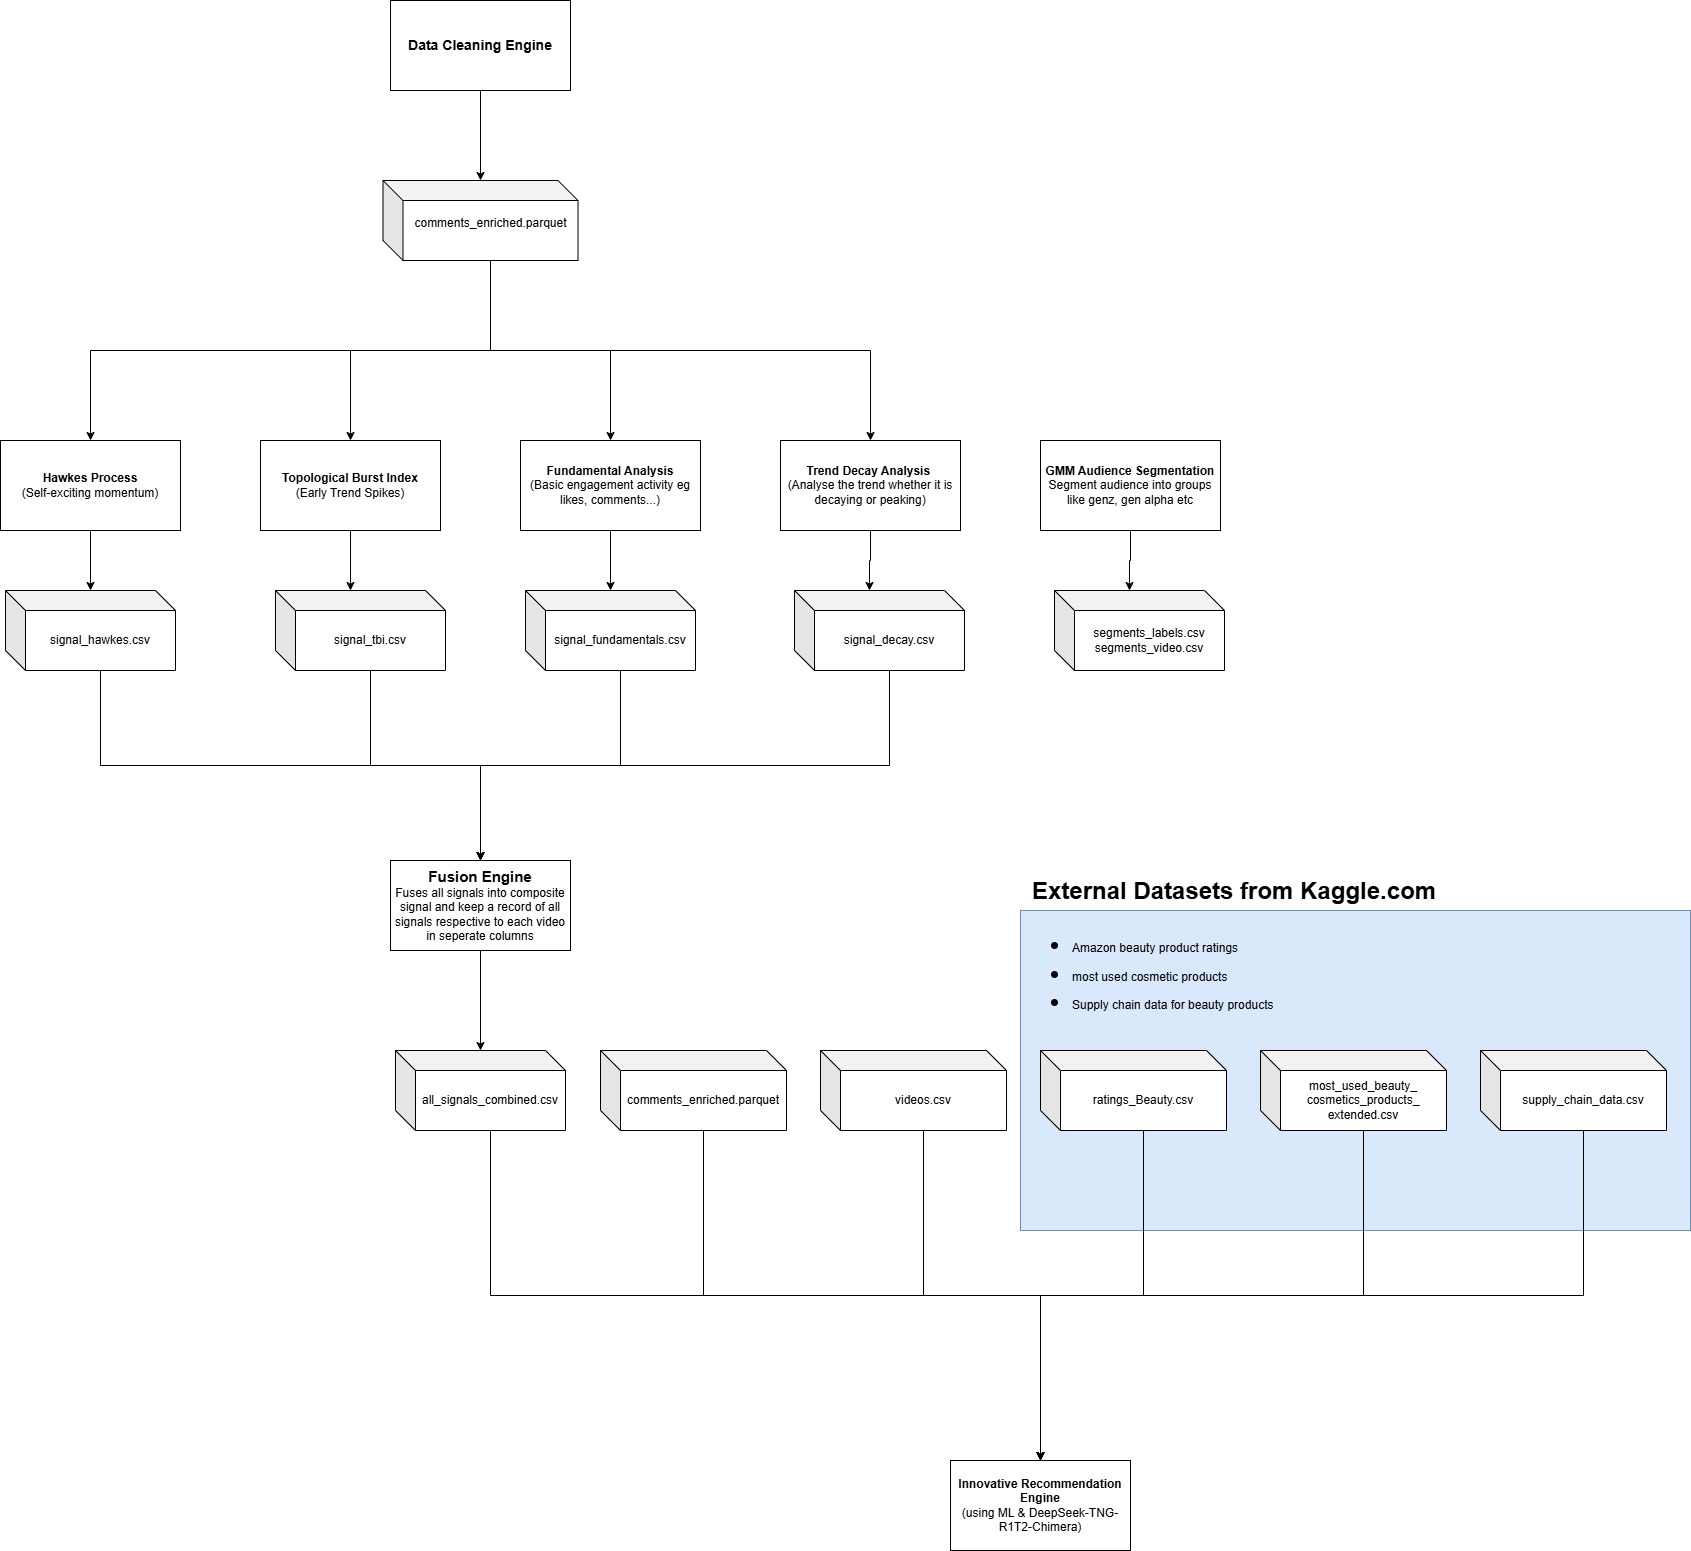 Data Cleaning Engine
comments_enriched.parquet
Hawkes Process
(Self-exciting momentum)
Topological Burst Index
(Early Trend Spikes)
Fundamental Analysis
(Basic engagement activity eg
likes, comments...)
Trend Decay Analysis
(Analyse the trend whether it is
decaying or peaking)
GMM Audience Segmentation
Segment audience into groups
like genz, gen alpha etc
signal_hawkes.csv
signal_tbi.csv
signal_fundamentals.csv
signal_decay.csv
segments_labels.csv
segments_video.csv
Fusion Engine
Fuses all signals into composite
signal and keep a record of all
signals respective to each video
in seperate columns
External Datasets from Kaggle.com
Amazon beauty product ratings
most used cosmetic products
Supply chain data for beauty products
all_signals_combined.csv
comments_enriched.parquet
videos.csv
ratings_Beauty.csv
most_used_beauty_
cosmetics_products_
extended.csv
supply_chain_data.csv
Innovative Recommendation
Engine
(using ML & DeepSeek-TNG-
R1T2-Chimera)